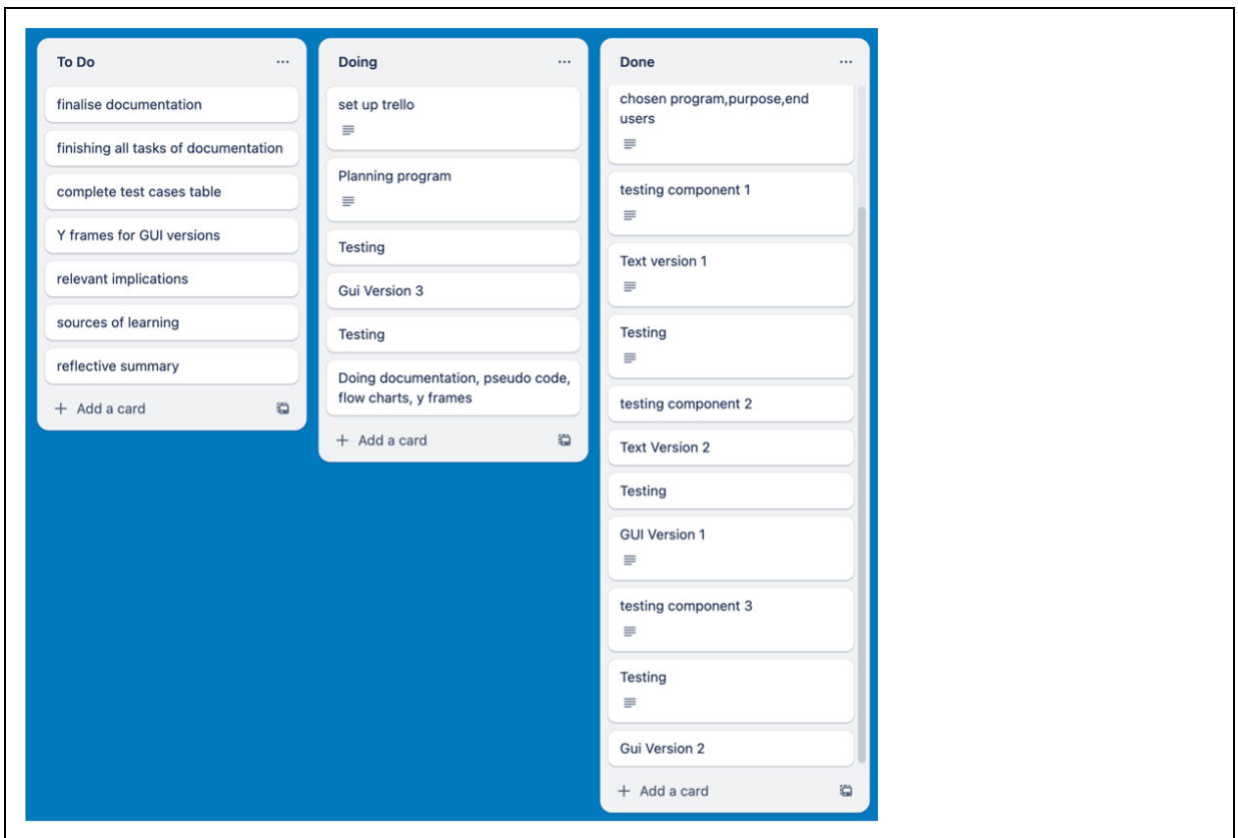 To Do
finalise documentation
finishing all tasks of documentation
complete test cases table
Y frames for GUI versions
relevant implications
sources of learning
reflective summary
+ Add a card
Doing
set up trello
Planning program
Testing
Gui Version 3
Testing
Doing documentation, pseudo code,
flow charts, y frames
+ Add a card
Done
chosen program,purpose,end
users
testing component 1
Text version 1
Testing
testing component 2
Text Version 2
Testing
GUI Version 1
testing component 3
Testing
Gui Version 2
+ Add a card